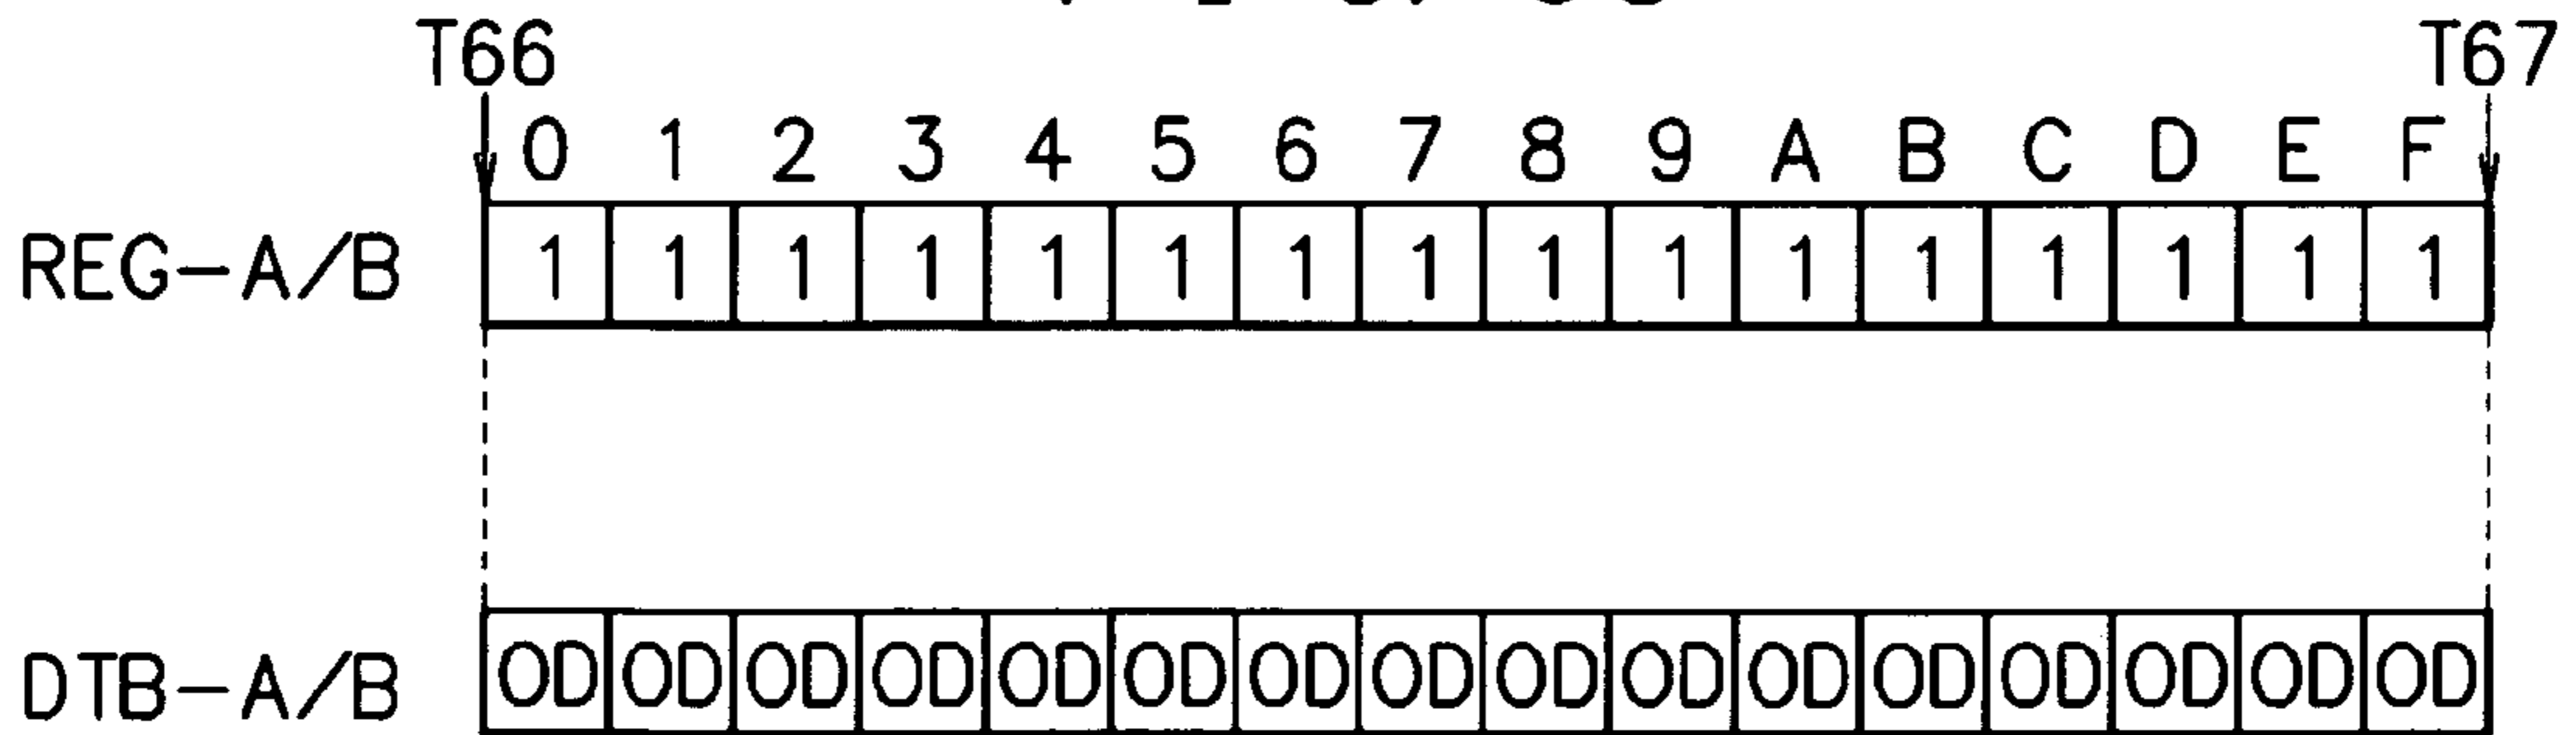 T66 T67
0 1 2 3 4 5 6 7 8 9 A B C D E F
REG-A/B 1 1 1 1 1 1 1 1 1 1 1 1 1 1 1 1
DTB-A/B OD OD OD OD OD OD OD OD OD OD OD OD OD OD OD OD